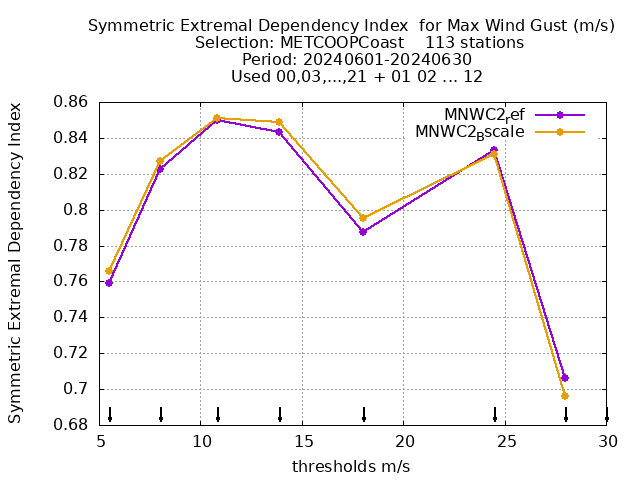 Symmetric Extremal Dependency Index  for Max Wind Gust (m/s)
Selection: METCOOPCoast    113 stations
Period: 20240601-20240630
Used 00,03,...,21 + 01 02 ... 12
Symmetric Extremal Dependency Index
0.86
0.84
0.82
0.8
0.78
0.76
0.74
0.72
0.7
0.68
MNWC2_ref
MNWC2_Bscale
5
10
15
20
25
30
thresholds m/s